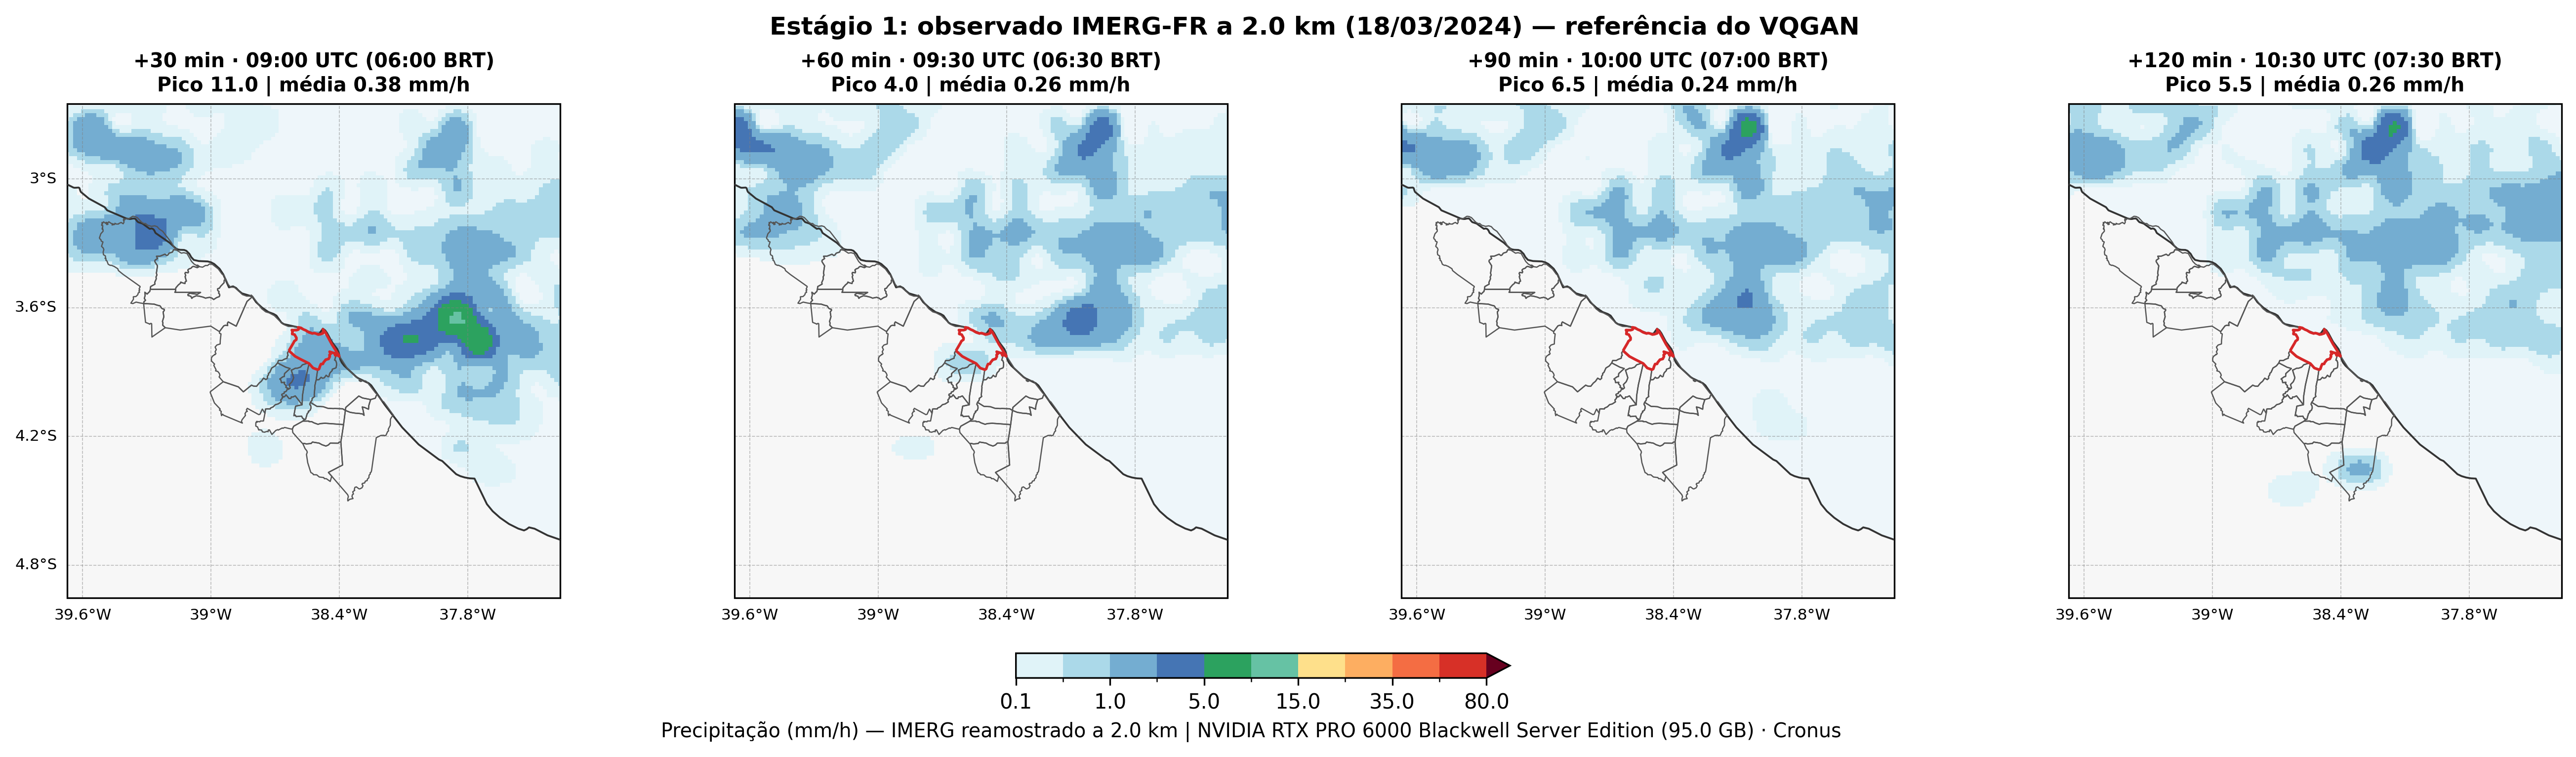 Estágio 1: observado IMERG-FR a 2.0 km (18/03/2024) — referência do VQGAN
+30 min · 09:00 UTC (06:00 BRT)
Pico 11.0 | média 0.38 mm/h
+60 min · 09:30 UTC (06:30 BRT)
Pico 4.0 | média 0.26 mm/h
+90 min · 10:00 UTC (07:00 BRT)
Pico 6.5 | média 0.24 mm/h
+120 min · 10:30 UTC (07:30 BRT)
Pico 5.5 | média 0.26 mm/h
3°S
3.6°S
4.2°S
4.8°S
39.6°W 39°W 38.4°W 37.8°W
39.6°W 39°W 38.4°W 37.8°W
39.6°W 39°W 38.4°W 37.8°W
39.6°W 39°W 38.4°W 37.8°W
0.1 1.0 5.0 15.0 35.0 80.0
Precipitação (mm/h) — IMERG reamostrado a 2.0 km | NVIDIA RTX PRO 6000 Blackwell Server Edition (95.0 GB) · Cronus